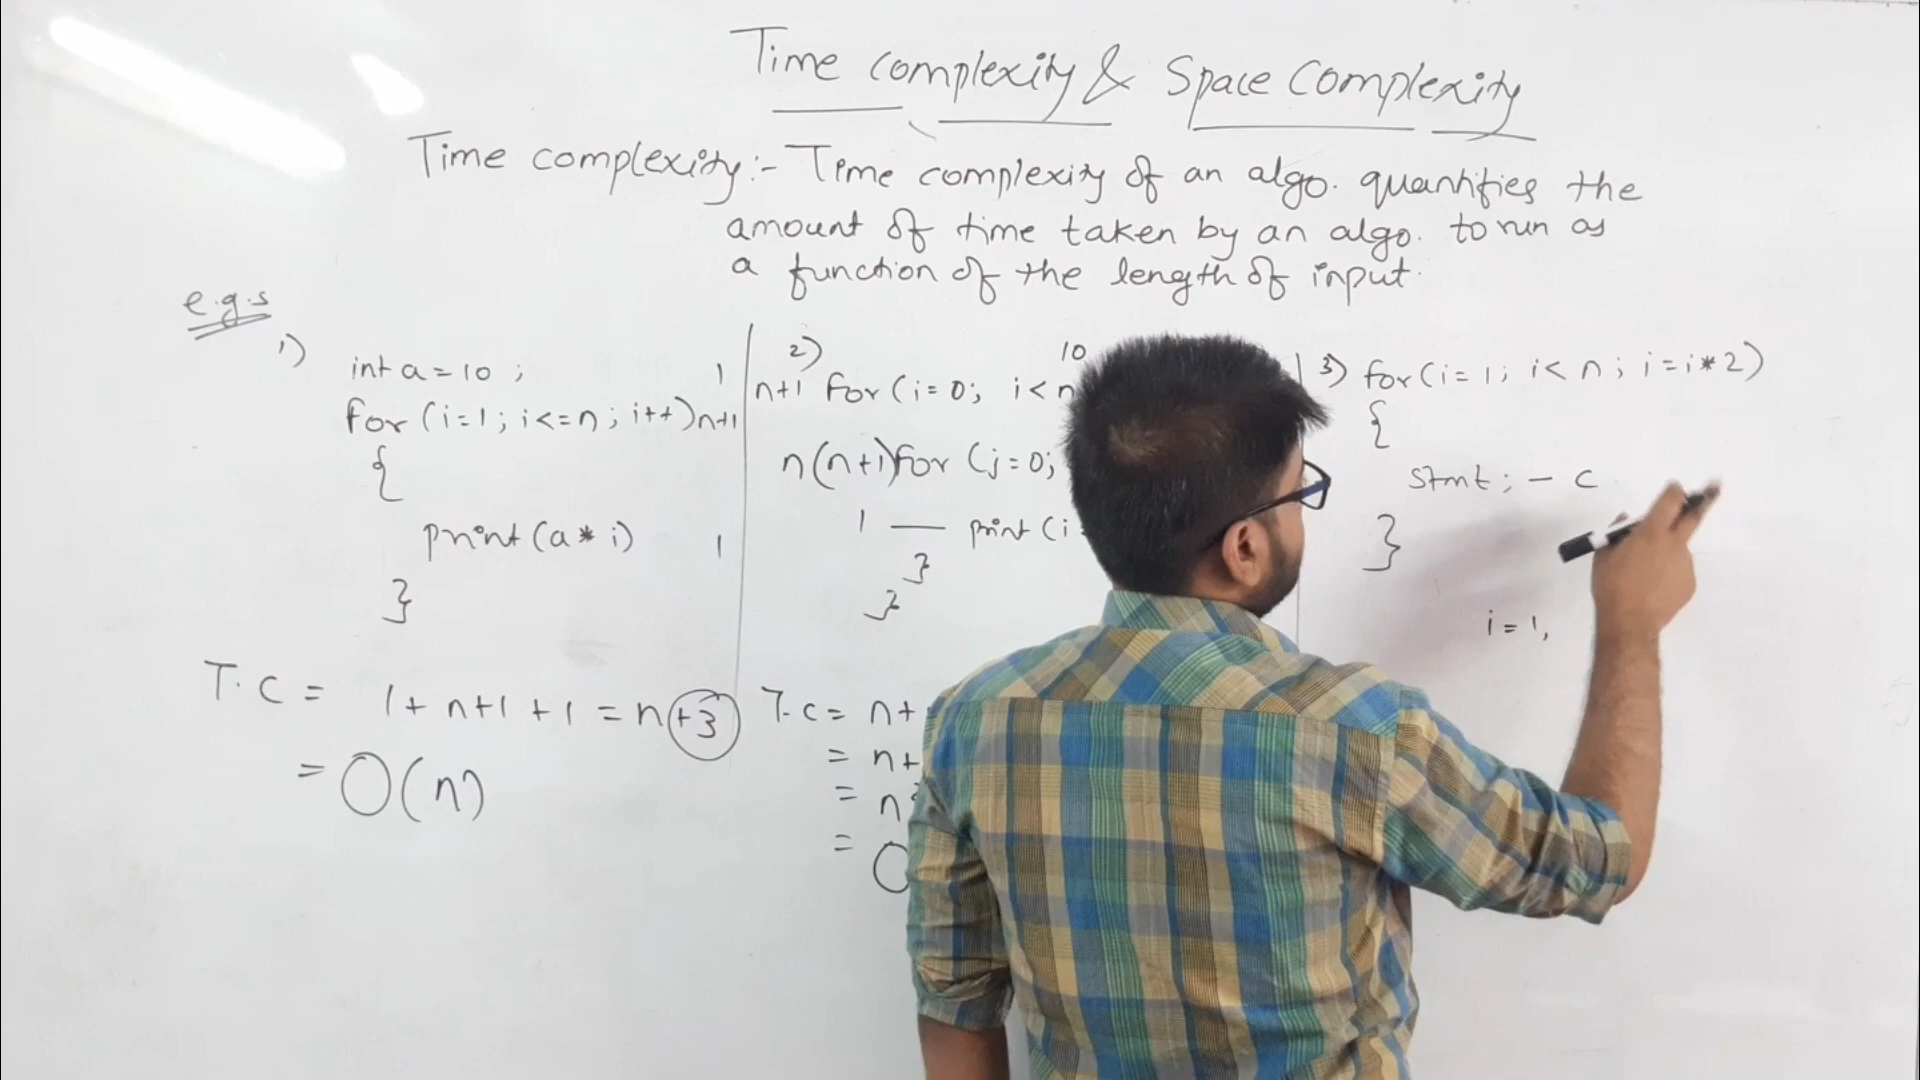 Time complexity & Space Complexity
Time complexity:- Time complexity of an algo. quantifies the
amount of time taken by an algo. to run as
a function of the length of input.
e.g.s
1)
int a = 10 ; 1
for (i=1; i<=n; i++) n+1
{
print (a * i) 1
}
T.C = 1 + n+1 + 1 = n+3
= O(n)
2)
10
n+1 for (i=0; i<n
n(n+1) for (j=0;
1 — print (i
}
}
T.C = n+
= n+
= n²
= O
3) for (i=1; i<n; i=i*2)
{
stmt; - c
}
i = 1,